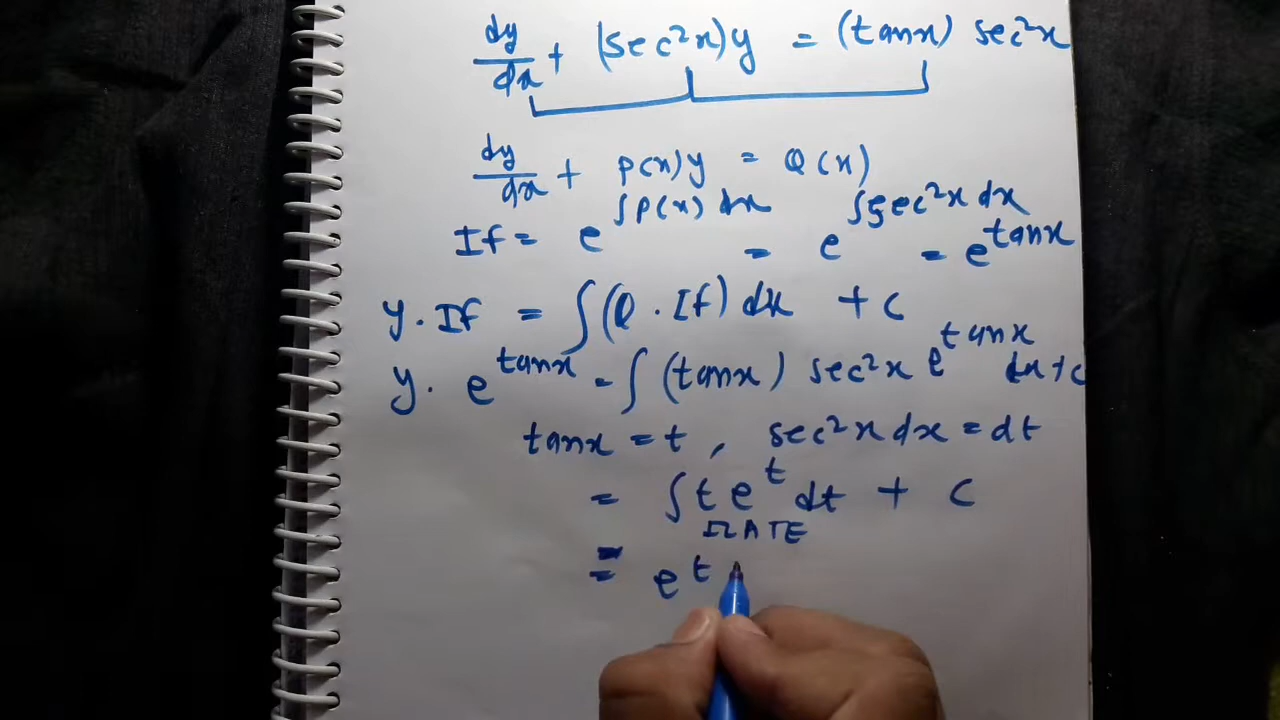 dy/dx + (sec²x)y = (tanx) sec²x
dy/dx + P(x)y = Q(x)
If = e^∫P(x) dx = e^∫sec²x dx = e^tanx
y. If = ∫(Q . If) dx + c
y. e^tanx = ∫ (tanx) sec²x e^tanx dx + c
tanx = t , sec²x dx = dt
= ∫ t e^t dt + c
ILATE
= e^t